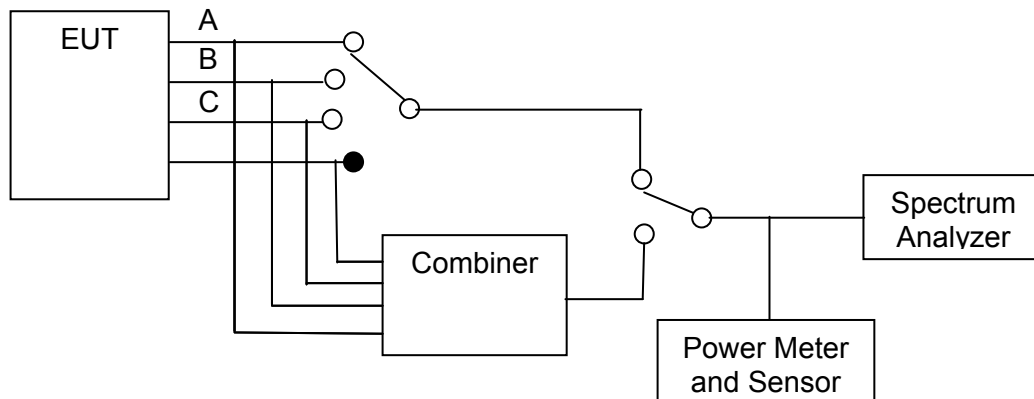 EUT
A
B
C
Combiner
Spectrum
Analyzer
Power Meter
and Sensor